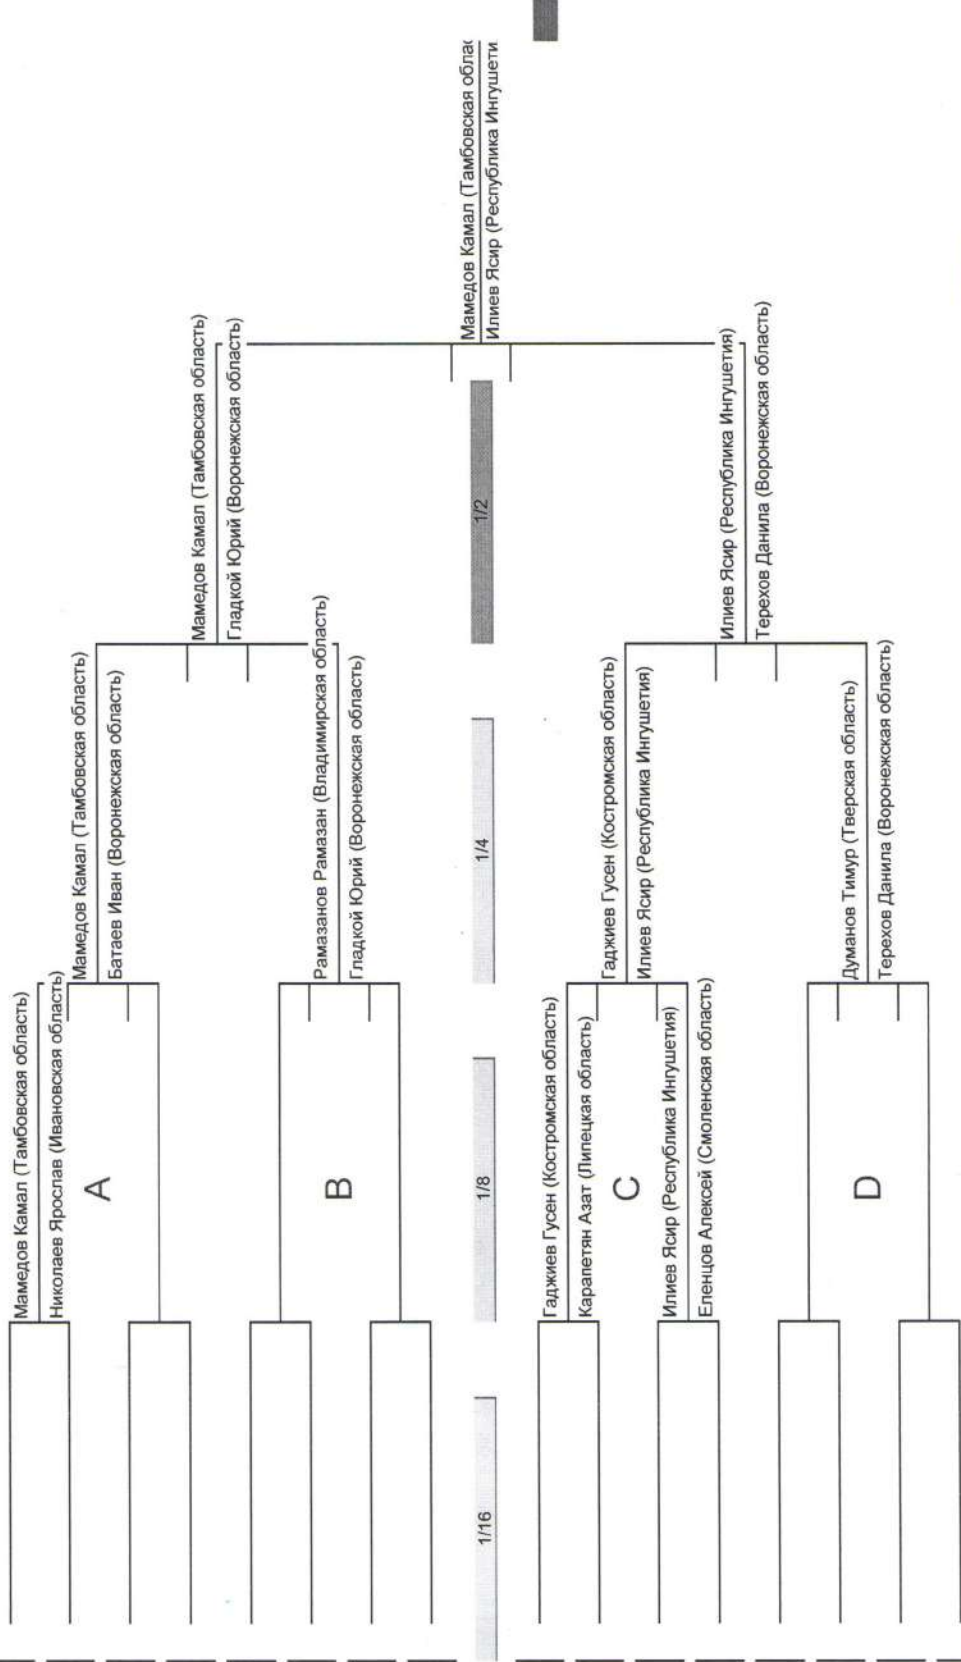 Мамедов Камал (Тамбовская область)
Николаев Ярослав (Ивановская область)
A
B
1/16
Гаджиев Гусен (Костромская область)
Карапетян Азат (Липецкая область)
C
Илиев Ясир (Республика Ингушетия)
Еленцов Алексей (Смоленская область)
D
1/8
Мамедов Камал (Тамбовская область)
Батаев Иван (Воронежская область)
Рамазанов Рамазан (Владимирская область)
Гладкой Юрий (Воронежская область)
1/4
Гаджиев Гусен (Костромская область)
Илиев Ясир (Республика Ингушетия)
Думанов Тимур (Тверская область)
Терехов Данила (Воронежская область)
Мамедов Камал (Тамбовская область)
Гладкой Юрий (Воронежская область)
1/2
Илиев Ясир (Республика Ингушетия)
Терехов Данила (Воронежская область)
Мамедов Камал (Тамбовская облас
Илиев Ясир (Республика Ингушети